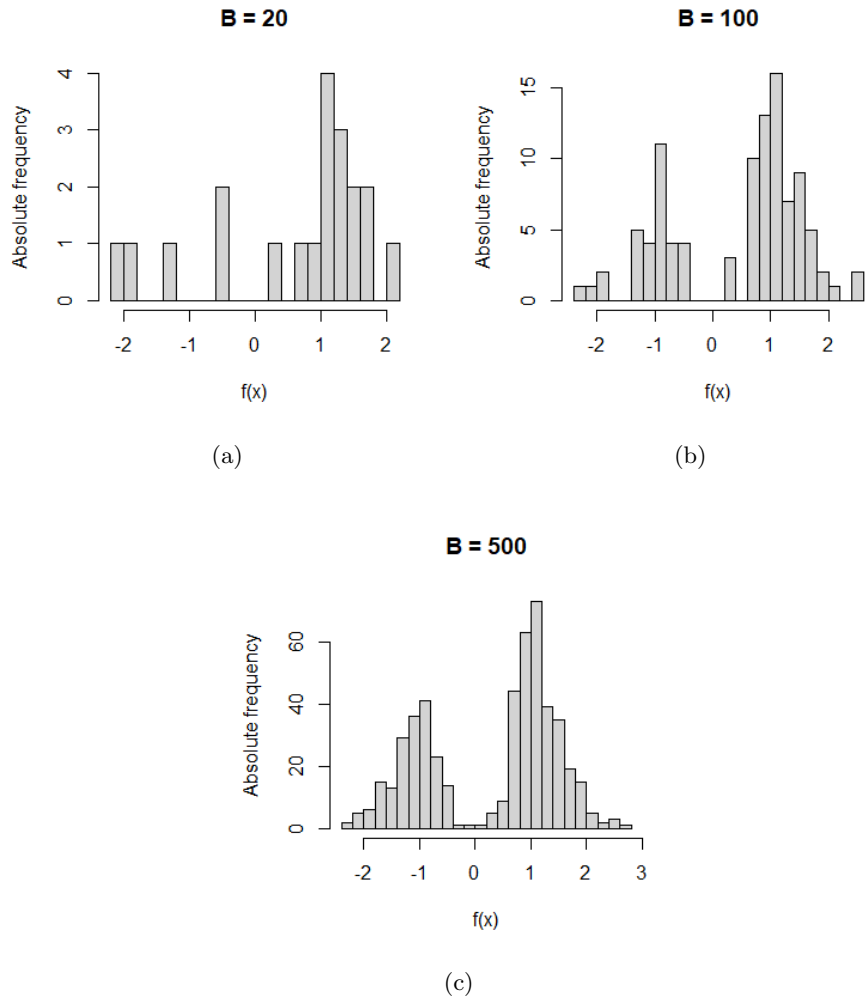 B = 20
Absolute frequency
4
3
2
1
0
-2 -1 0 1 2
f(x)
(a)
B = 100
Absolute frequency
15
10
5
0
-2 -1 0 1 2
f(x)
(b)
B = 500
Absolute frequency
60
40
20
0
-2 -1 0 1 2 3
f(x)
(c)